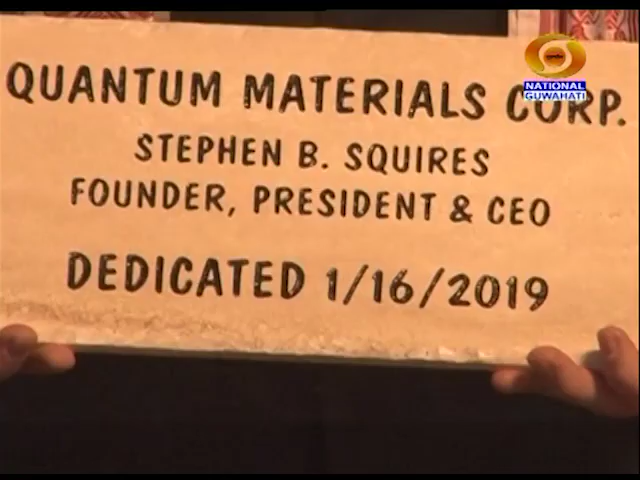 QUANTUM MATERIALS CORP.
STEPHEN B. SQUIRES
FOUNDER, PRESIDENT & CEO
DEDICATED 1/16/2019
NATIONAL
GUWAHATI